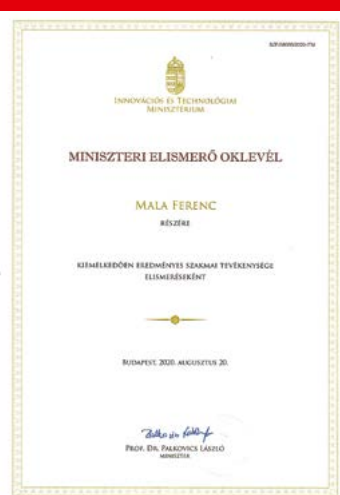 INNOVÁCIÓS ÉS TECHNOLÓGIAI
MINISZTÉRIUM
MINISZTERI ELISMERŐ OKLEVÉL
MALA FERENC
RÉSZÉRE
KIEMELKEDŐEN EREDMÉNYES SZAKMAI TEVÉKENYSÉGE
ELISMERÉSEKÉNT
BUDAPEST, 2020. AUGUSZTUS 20.
PROF. DR. PALKOVICS LÁSZLÓ
MINISZTER